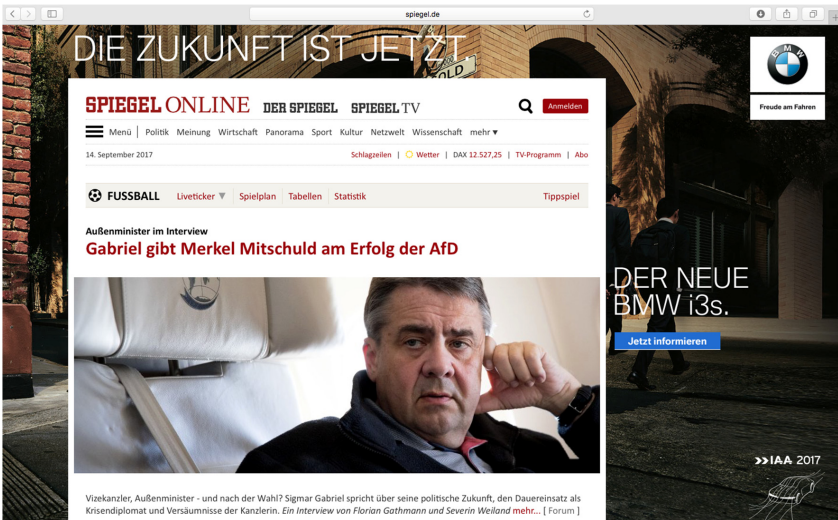 spiegel.de
DIE ZUKUNFT IST JETZT
OLD
BMW
Freude am Fahren
SPIEGEL ONLINE DER SPIEGEL SPIEGEL TV
Anmelden
Menü | Politik Meinung Wirtschaft Panorama Sport Kultur Netzwelt Wissenschaft mehr ▼
14. September 2017
Schlagzeilen | Wetter | DAX 12.527,25 | TV-Programm | Abo
FUSSBALL Liveticker ▼ Spielplan Tabellen Statistik Tippspiel
Außenminister im Interview
Gabriel gibt Merkel Mitschuld am Erfolg der AfD
DER NEUE
BMW i3s.
Jetzt informieren
>>IAA 2017
Vizekanzler, Außenminister - und nach der Wahl? Sigmar Gabriel spricht über seine politische Zukunft, den Dauereinsatz als
Krisendiplomat und Versäumnisse der Kanzlerin. Ein Interview von Florian Gathmann und Severin Weiland mehr... [ Forum ]